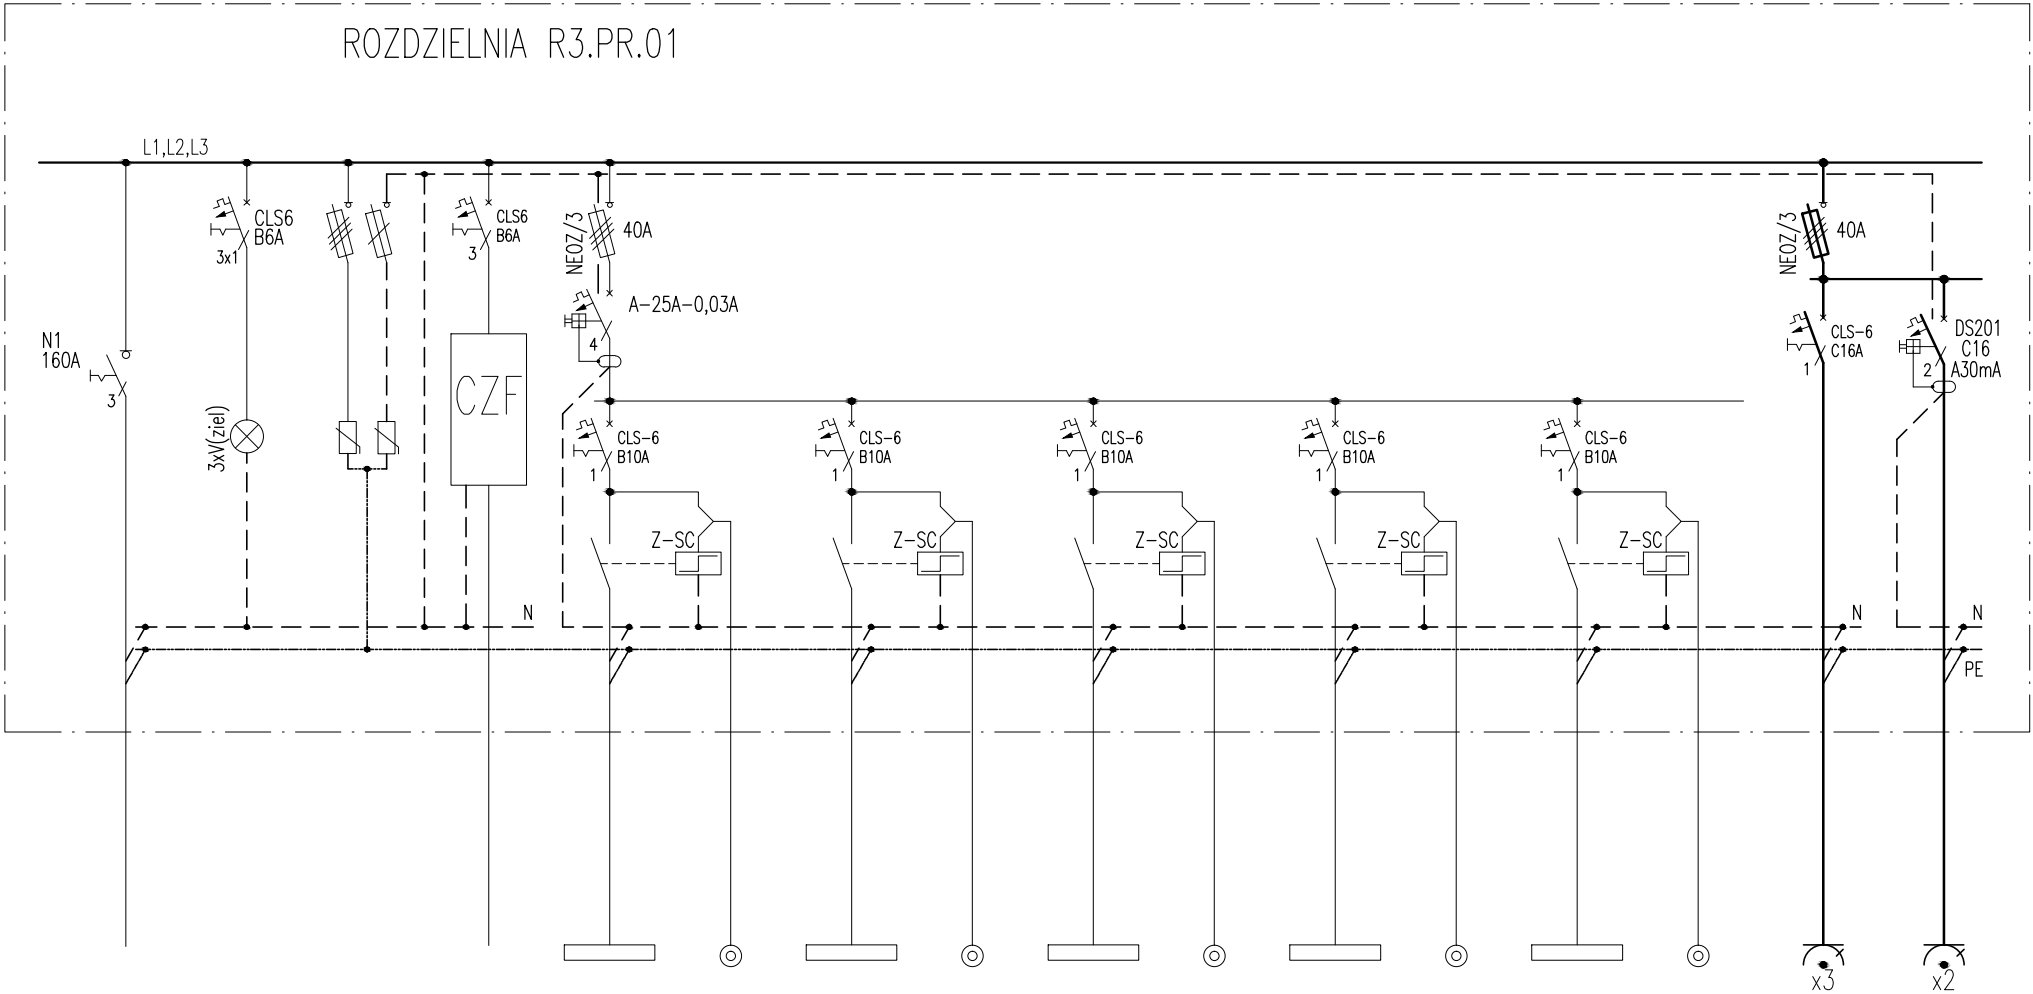 ROZDZIELNIA R3.PR.01
L1,L2,L3
N1
160A
3
CLS6
B6A
3x1
3xV(ziel)
CLS6
B6A
3
CZF
NEOZ/3
40A
A-25A-0,03A
4
CLS-6
B10A
1
CLS-6
B10A
1
CLS-6
B10A
1
CLS-6
B10A
1
CLS-6
B10A
1
Z-SC
Z-SC
Z-SC
Z-SC
Z-SC
NEOZ/3
40A
CLS-6
C16A
1
DS201
C16
A30mA
2
N
N
N
PE
x3
x2